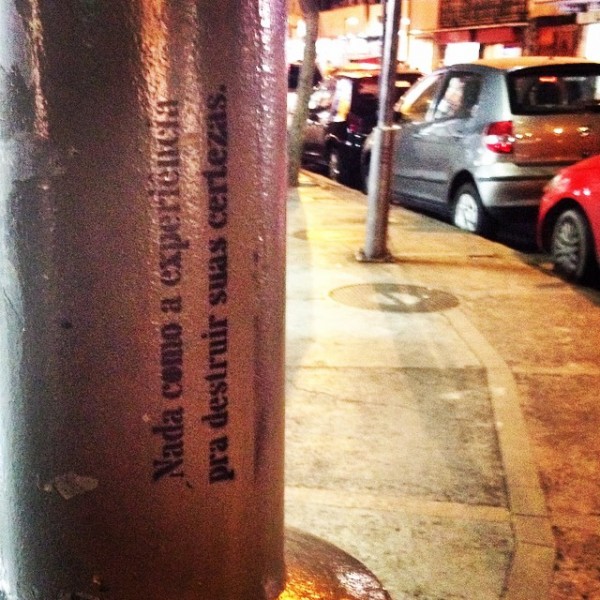 Nada como a experiência
pra destruir suas certezas.